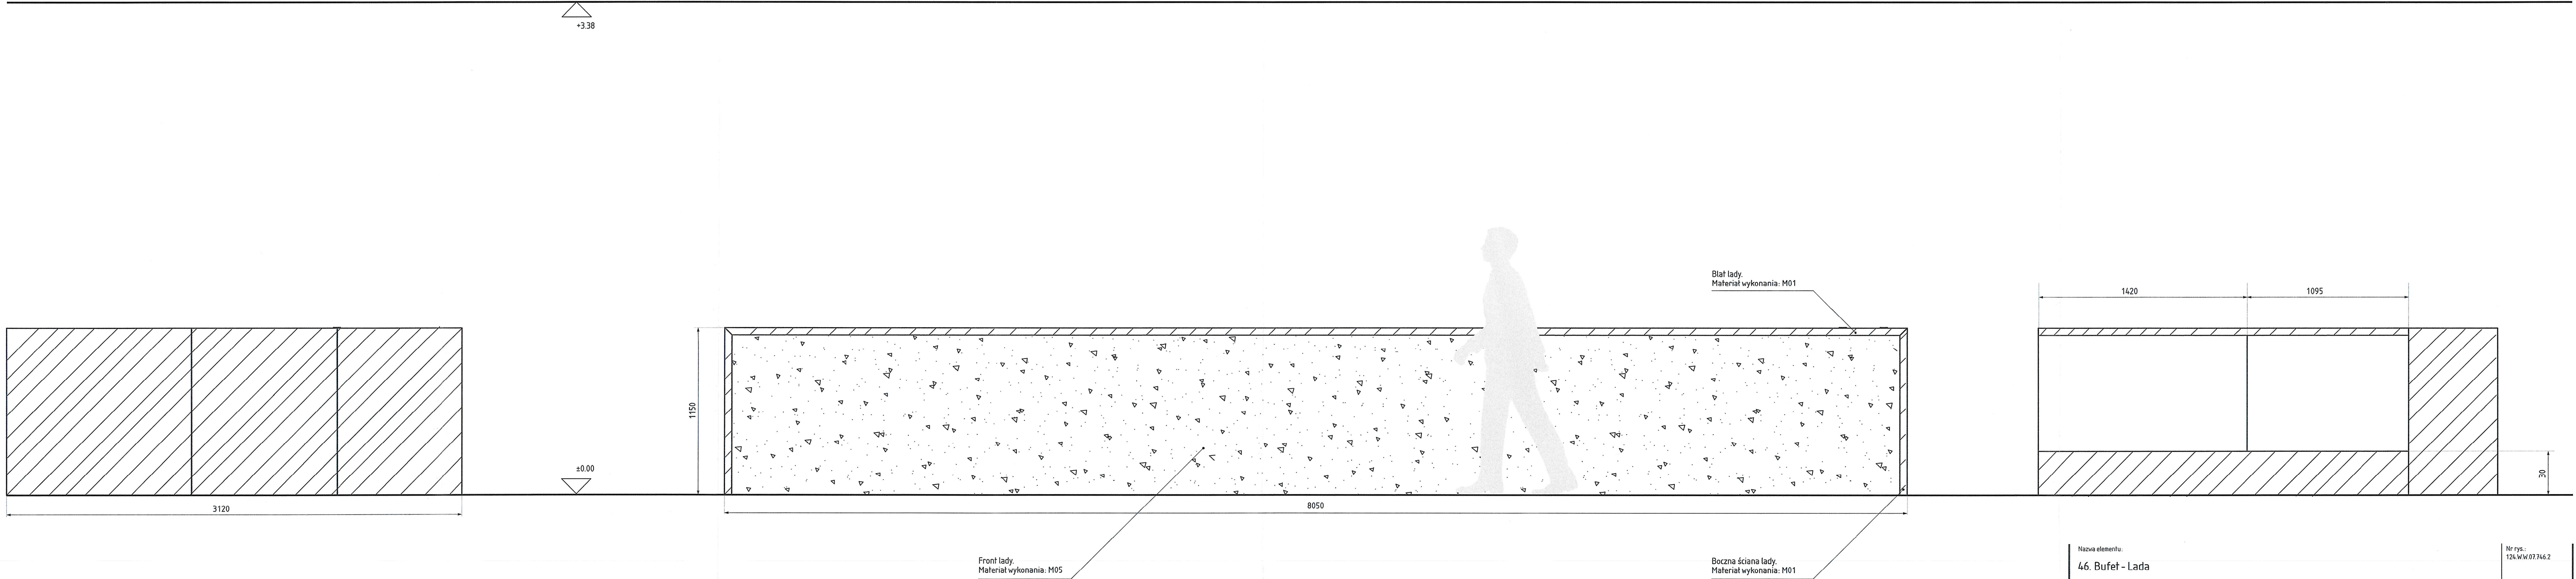 +3.38
Blat lady.
Materiał wykonania: M01
1420
1095
1150
±0.00
30
3120
8050
Front lady.
Materiał wykonania: M05
Boczna ściana lady.
Materiał wykonania: M01
Nazwa elementu:
46. Bufet - Lada
Nr rys.:
124.W.W.07.746.2